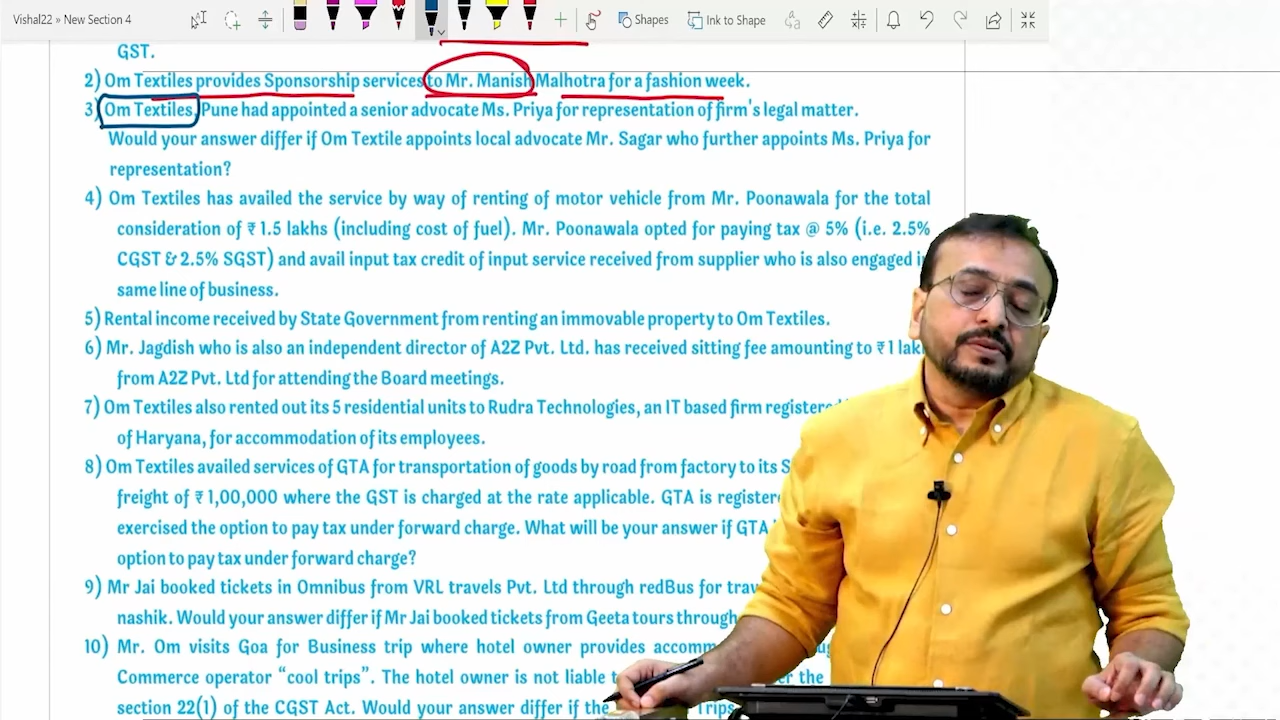 Vishal22 » New Section 4
Shapes
Ink to Shape
GST.
2) Om Textiles provides Sponsorship services to Mr. Manish Malhotra for a fashion week.
3) Om Textiles, Pune had appointed a senior advocate Ms. Priya for representation of firm's legal matter.
Would your answer differ if Om Textile appoints local advocate Mr. Sagar who further appoints Ms. Priya for
representation?
4) Om Textiles has availed the service by way of renting of motor vehicle from Mr. Poonawala for the total
consideration of ₹ 1.5 lakhs (including cost of fuel). Mr. Poonawala opted for paying tax @ 5% (i.e. 2.5%
CGST & 2.5% SGST) and avail input tax credit of input service received from supplier who is also engaged
same line of business.
5) Rental income received by State Government from renting an immovable property to Om Textiles.
6) Mr. Jagdish who is also an independent director of A2Z Pvt. Ltd. has received sitting fee amounting to ₹ 1
from A2Z Pvt. Ltd for attending the Board meetings.
7) Om Textiles also rented out its 5 residential units to Rudra Technologies, an IT based firm registered
of Haryana, for accommodation of its employees.
8) Om Textiles availed services of GTA for transportation of goods by road from factory to its
freight of ₹ 1,00,000 where the GST is charged at the rate applicable. GTA is
exercised the option to pay tax under forward charge. What will be your answer if GTA
option to pay tax under forward charge?
9) Mr Jai booked tickets in Omnibus from VRL travels Pvt. Ltd through redBus for
nashik. Would your answer differ if Mr Jai booked tickets from Geeta tours through
10) Mr. Om visits Goa for Business trip where hotel owner provides
Commerce operator “cool trips”. The hotel owner is not liable the
section 22(1) of the CGST Act. Would your answer differ if the Trips